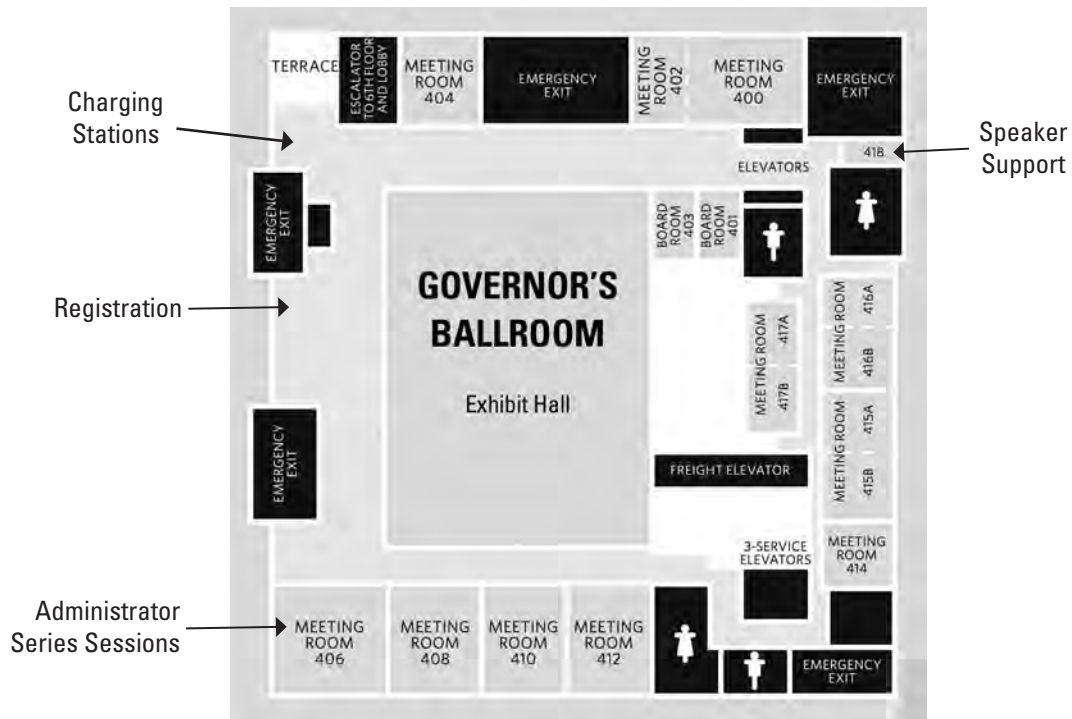 TERRACE
ESCALATOR
TO 6TH FLOOR
AND LOBBY
MEETING
ROOM
404
EMERGENCY
EXIT
MEETING
ROOM
402
MEETING
ROOM
400
EMERGENCY
EXIT
Charging
Stations
Speaker
Support
418
ELEVATORS
EMERGENCY
EXIT
BOARD
ROOM
403
BOARD
ROOM
401
GOVERNOR'S
BALLROOM
Exhibit Hall
Registration
MEETING ROOM
417A
417B
MEETING ROOM
416A
416B
MEETING ROOM
415A
415B
EMERGENCY
EXIT
FREIGHT ELEVATOR
3-SERVICE
ELEVATORS
MEETING
ROOM
414
Administrator
Series Sessions
MEETING
ROOM
406
MEETING
ROOM
408
MEETING
ROOM
410
MEETING
ROOM
412
EMERGENCY
EXIT